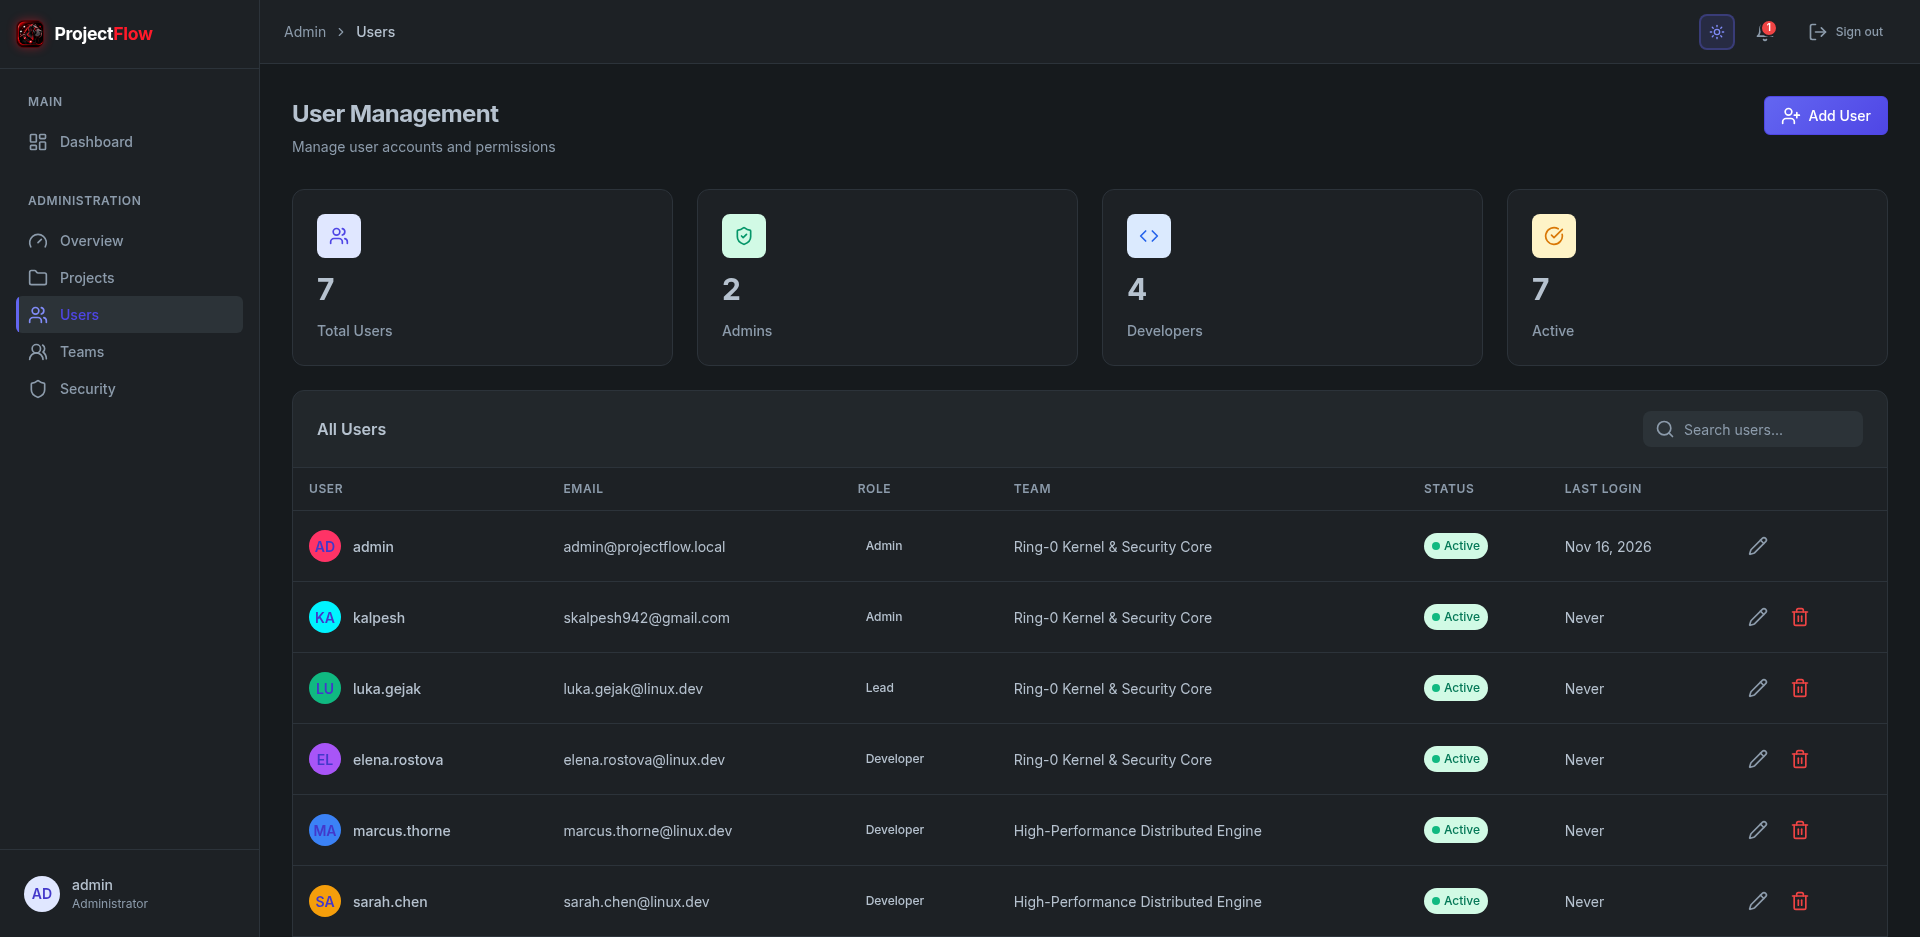 ProjectFlow
Admin > Users
1
Sign out
MAIN
Dashboard
ADMINISTRATION
Overview
Projects
Users
Teams
Security
User Management
Manage user accounts and permissions
Add User
7
Total Users
2
Admins
4
Developers
7
Active
All Users
Search users...
USER EMAIL ROLE TEAM STATUS LAST LOGIN
AD admin admin@projectflow.local Admin Ring-0 Kernel & Security Core Active Nov 16, 2026
KA kalpesh skalpesh942@gmail.com Admin Ring-0 Kernel & Security Core Active Never
LU luka.gejak luka.gejak@linux.dev Lead Ring-0 Kernel & Security Core Active Never
EL elena.rostova elena.rostova@linux.dev Developer Ring-0 Kernel & Security Core Active Never
MA marcus.thorne marcus.thorne@linux.dev Developer High-Performance Distributed Engine Active Never
SA sarah.chen sarah.chen@linux.dev Developer High-Performance Distributed Engine Active Never
AD admin
Administrator